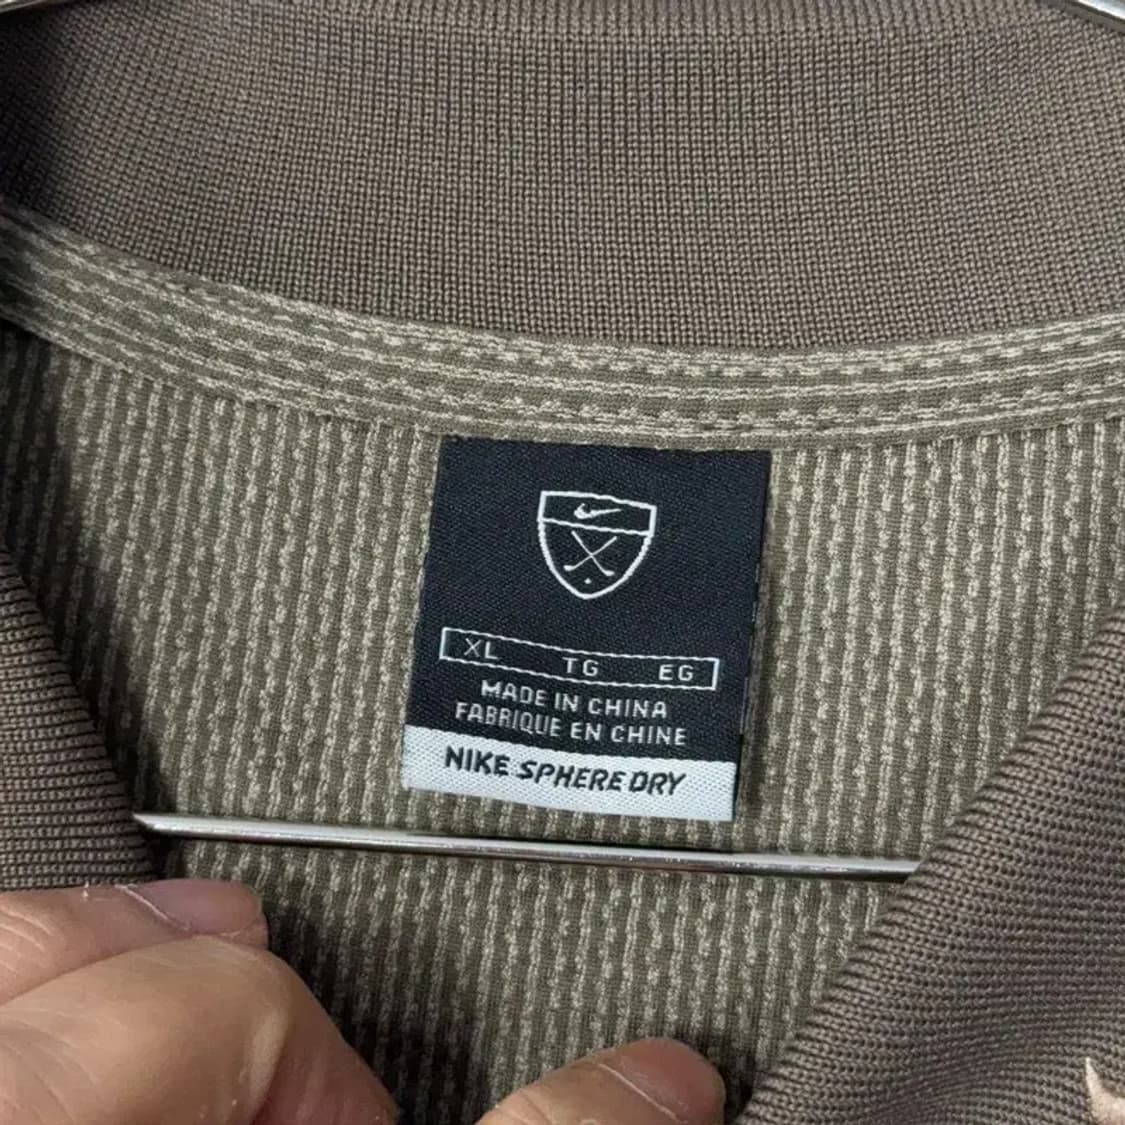 XL TG EG
MADE IN CHINA
FABRIQUE EN CHINE
NIKE SPHERE DRY